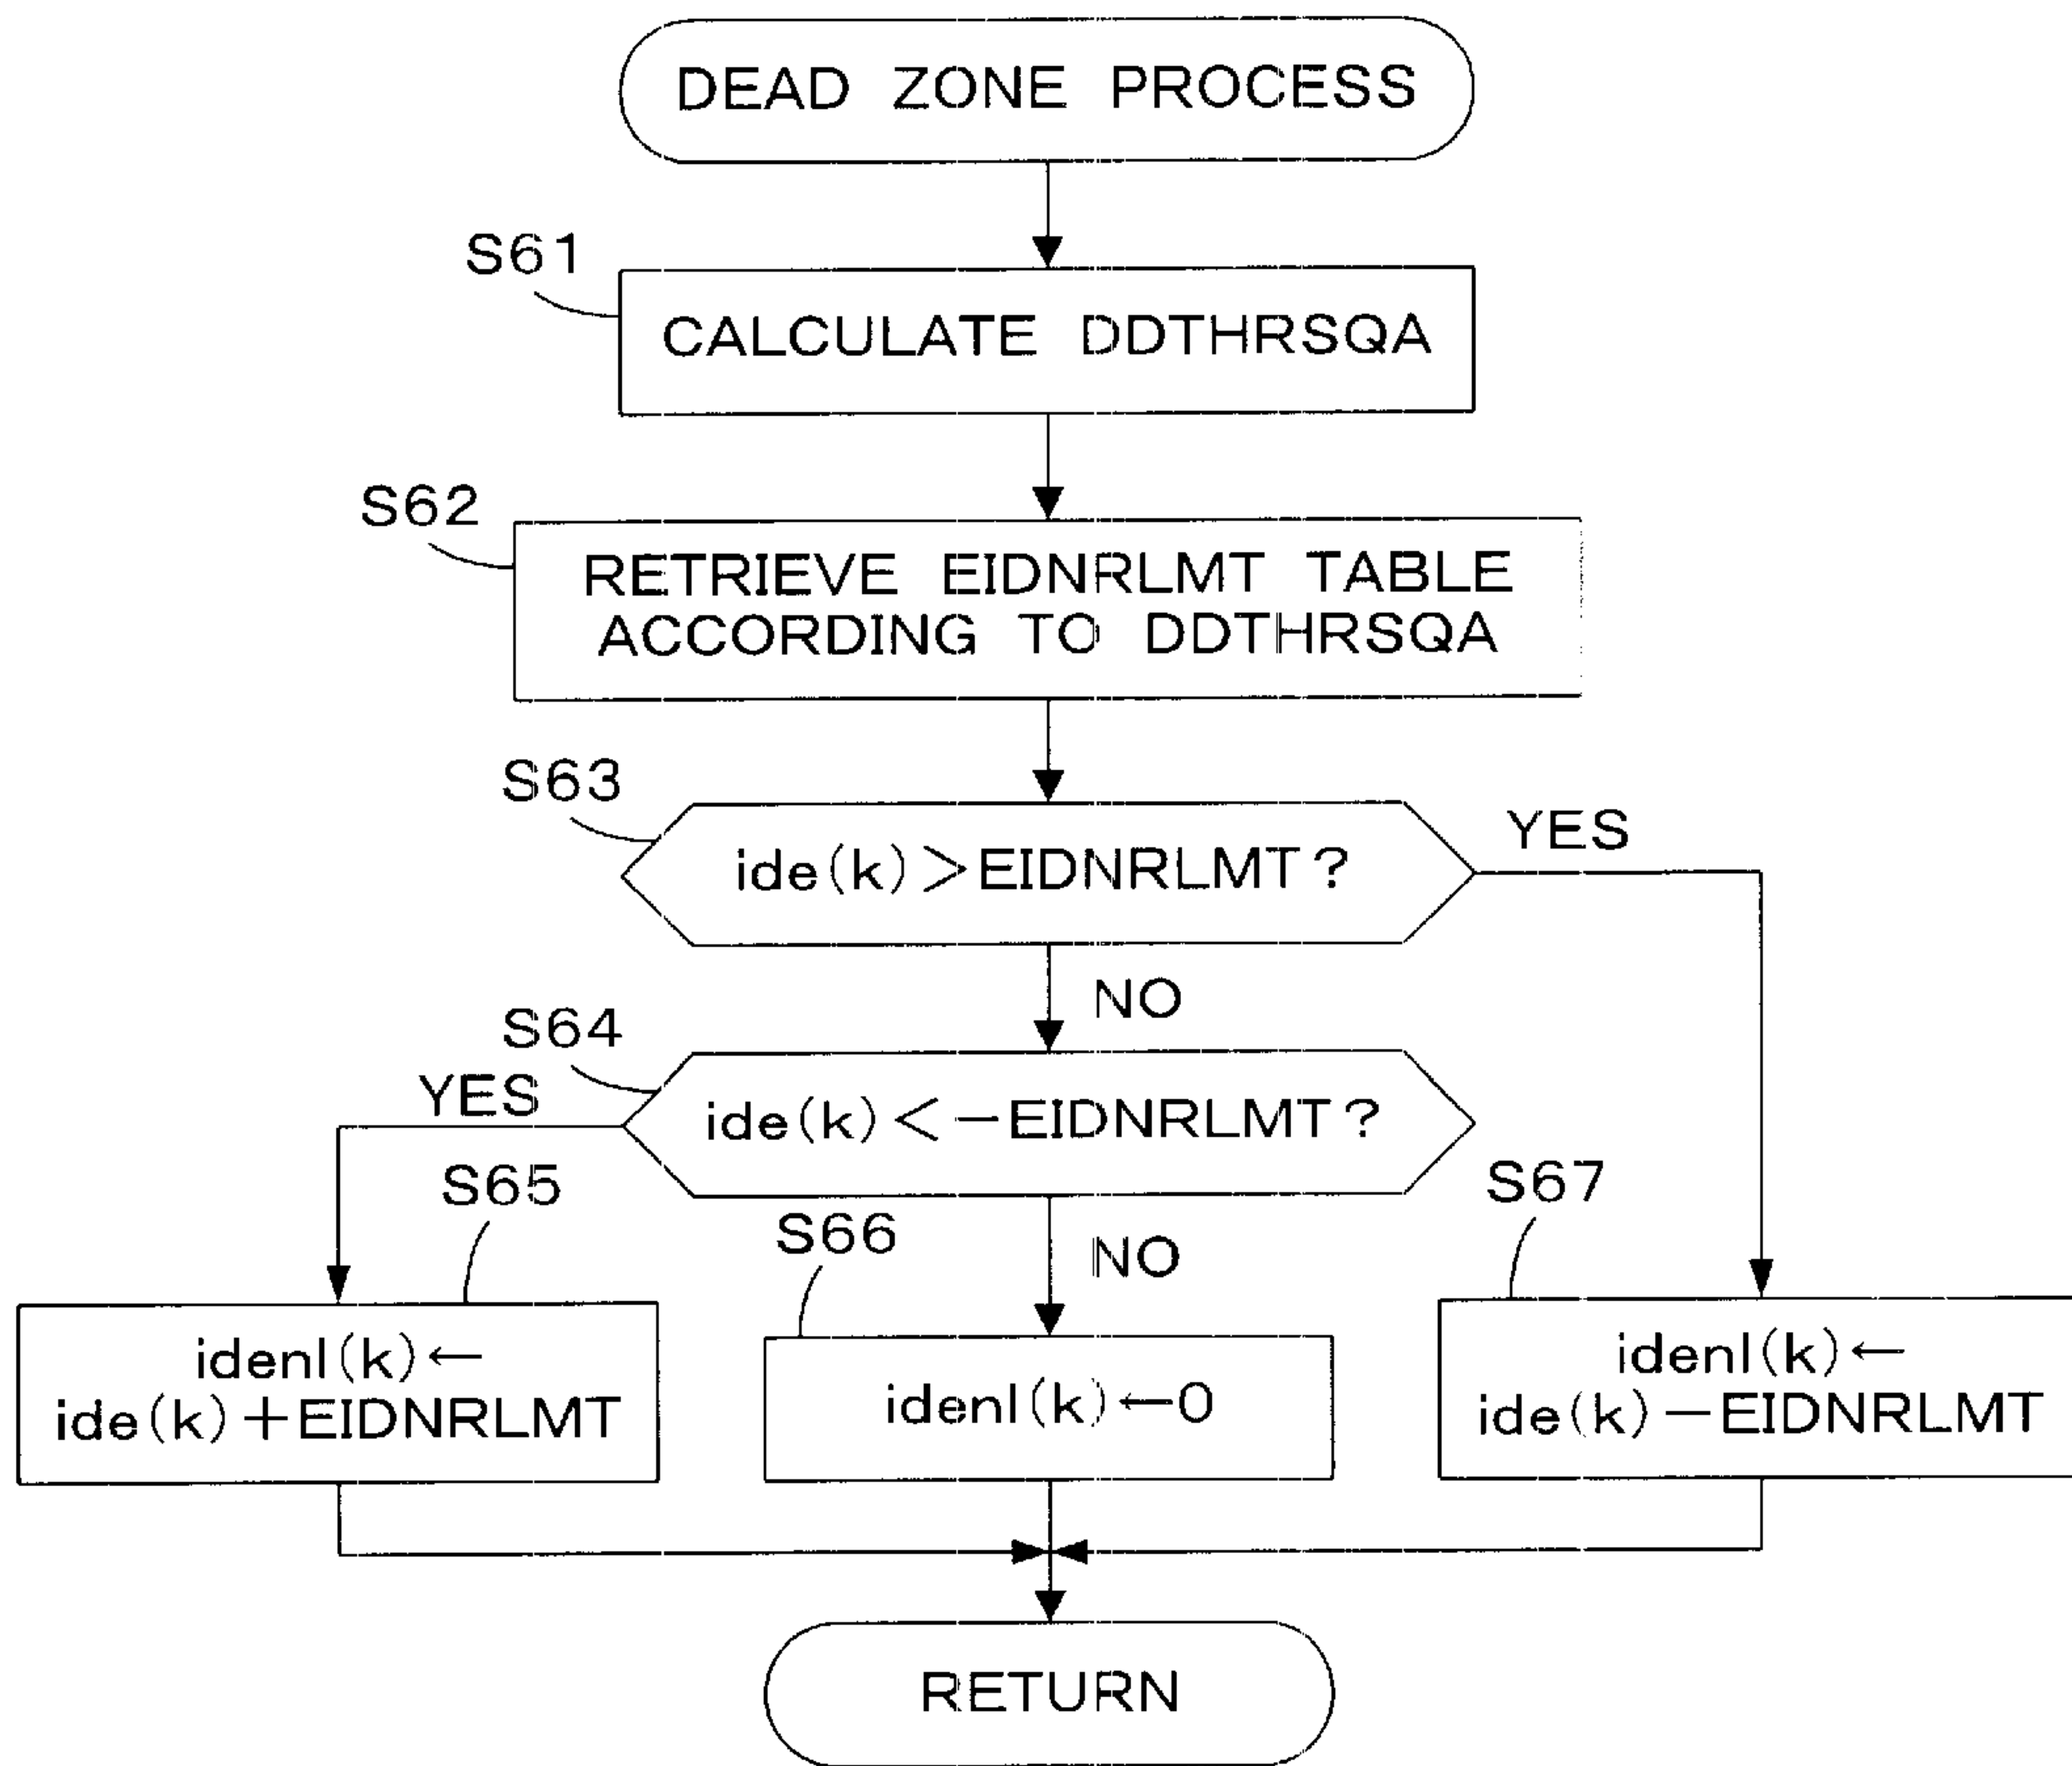 DEAD ZONE PROCESS
S61
CALCULATE DDTHRSQA
S62
RETRIEVE EIDNRLMT TABLE
ACCORDING TO DDTHRSQA
S63
ide(k)>EIDNRLMT?
YES
NO
S64
YES
ide(k)<-EIDNRLMT?
S65
S66
NO
S67
idenl(k)←
ide(k)+EIDNRLMT
idenl(k)←0
idenl(k)←
ide(k)-EIDNRLMT
RETURN